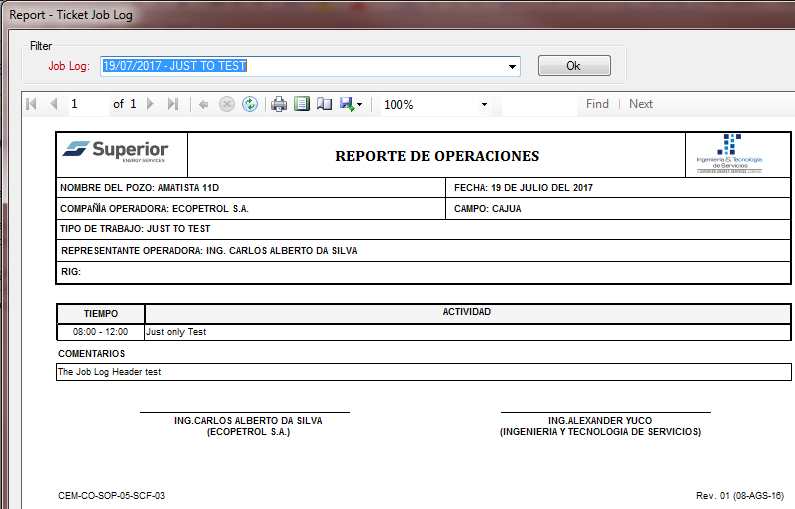 Report - Ticket Job Log
Filter
Job Log: 19/07/2017 - JUST TO TEST Ok
1 of 1 100% Find Next
Superior
ENERGY SERVICES
REPORTE DE OPERACIONES
Ingeniería & Tecnología
de Servicios
NOMBRE DEL POZO: AMATISTA 11D FECHA: 19 DE JULIO DEL 2017
COMPAÑÍA OPERADORA: ECOPETROL S.A. CAMPO: CAJUA
TIPO DE TRABAJO: JUST TO TEST
REPRESENTANTE OPERADORA: ING. CARLOS ALBERTO DA SILVA
RIG:
TIEMPO ACTIVIDAD
08:00 - 12:00 Just only Test
COMENTARIOS
The Job Log Header test
ING.CARLOS ALBERTO DA SILVA
(ECOPETROL S.A.)
ING.ALEXANDER YUCO
(INGENIERIA Y TECNOLOGIA DE SERVICIOS)
CEM-CO-SOP-05-SCF-03 Rev. 01 (08-AGS-16)